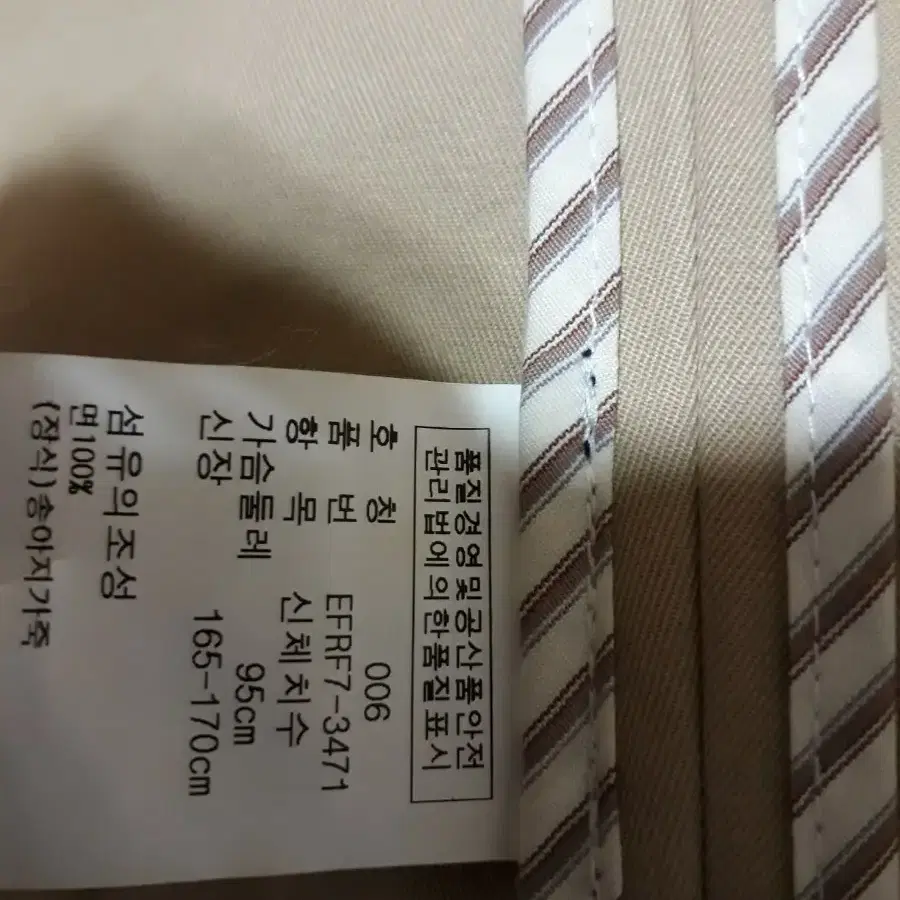 품질경영및공산품안전
관리법에의한품질표시
호 칭 006
품 번 EFRF7-3471
항 목 신체치수
가슴둘레 95cm
신장 165-170cm
섬유의조성
면100%
(장식)송아지가죽